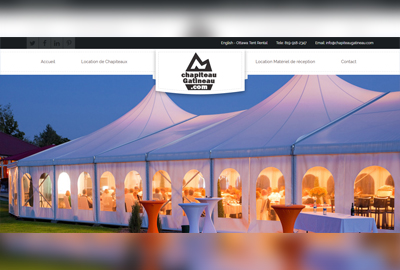 English - Ottawa Tent Rental    Tele: 819-918-2347    Email: info@chapiteaugatineau.com
Accueil    Location de Chapiteaux    Location Matériel de réception    Contact
chapiteau
Gatineau
.com